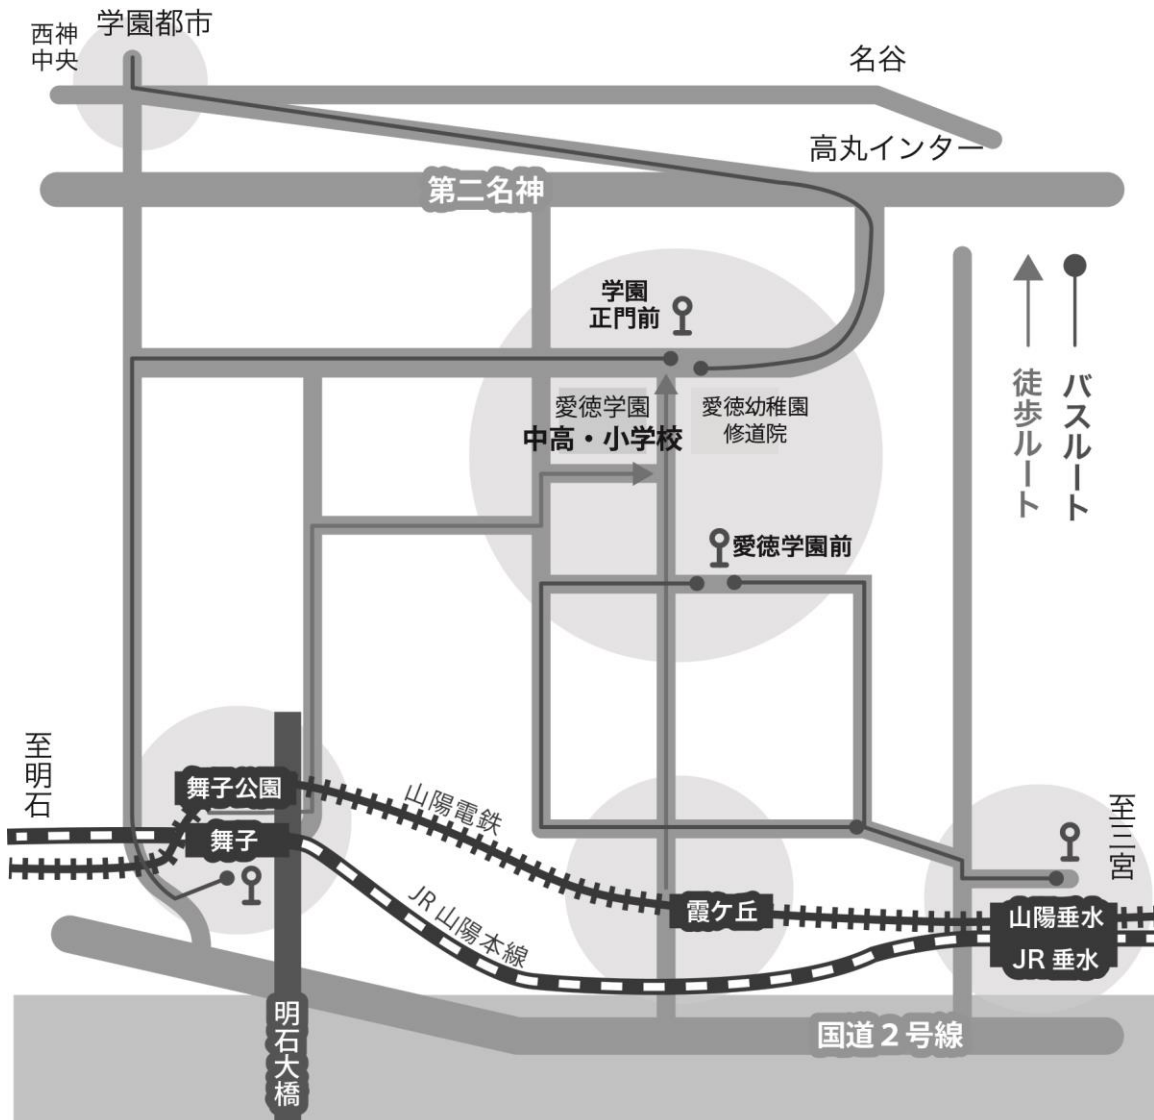 学園都市
西神
中央
名谷
高丸インター
第二名神
学園
正門前
愛徳学園
中高・小学校
愛徳幼稚園
修道院
徒歩ルート
バスルート
愛徳学園前
至明石
舞子公園
舞子
山陽電鉄
JR山陽本線
霞ケ丘
至三宮
山陽垂水
JR 垂水
明石大橋
国道２号線